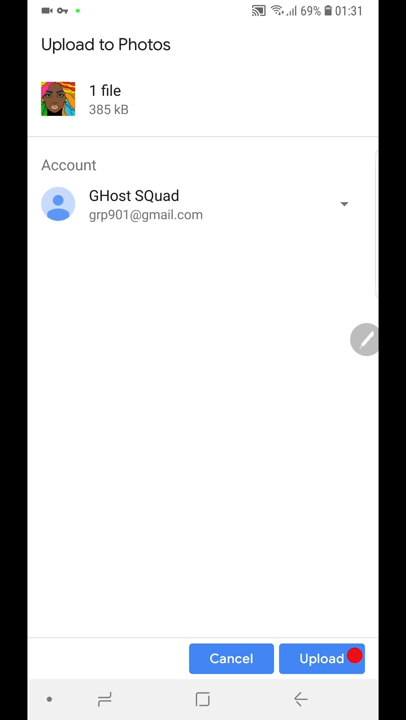 69% 01:31
Upload to Photos
1 file
385 kB
Account
GHost SQuad
grp901@gmail.com
Cancel Upload